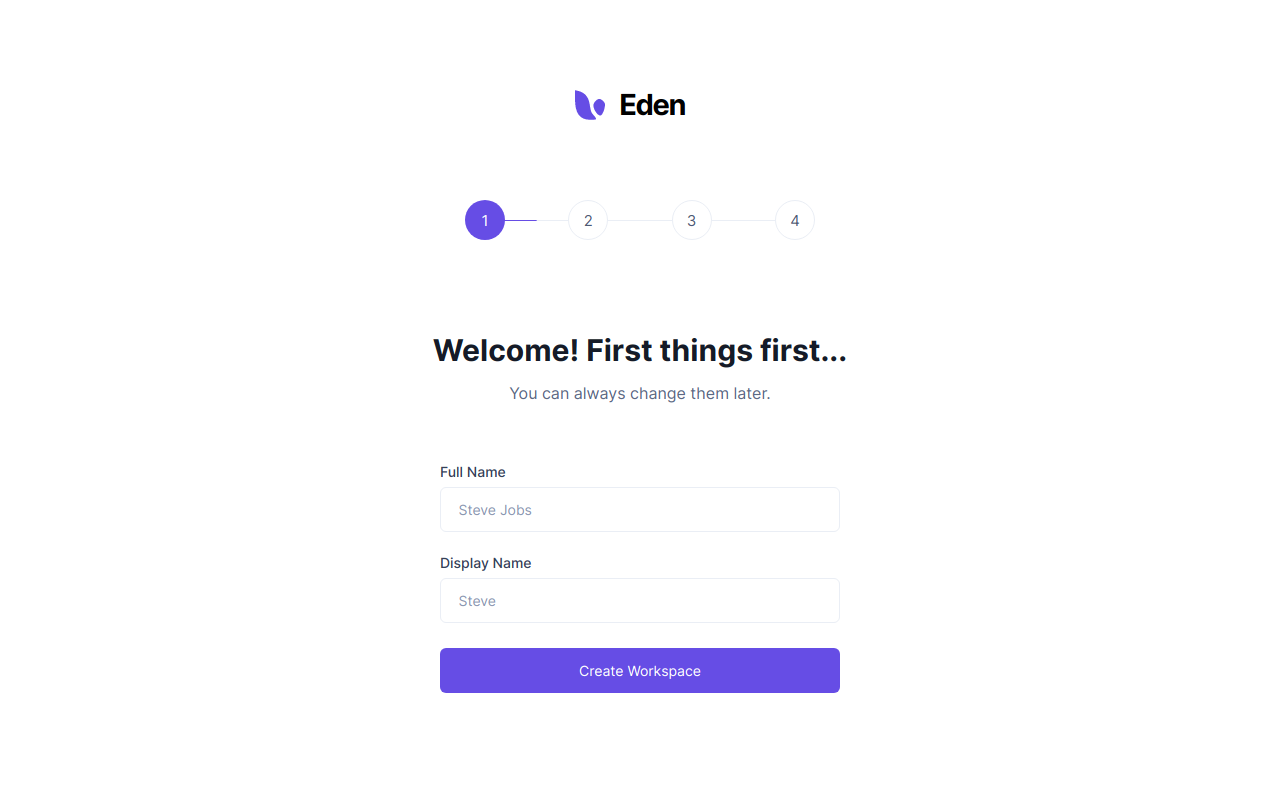 Eden
1 2 3 4
Welcome! First things first...
You can always change them later.
Full Name
Steve Jobs
Display Name
Steve
Create Workspace